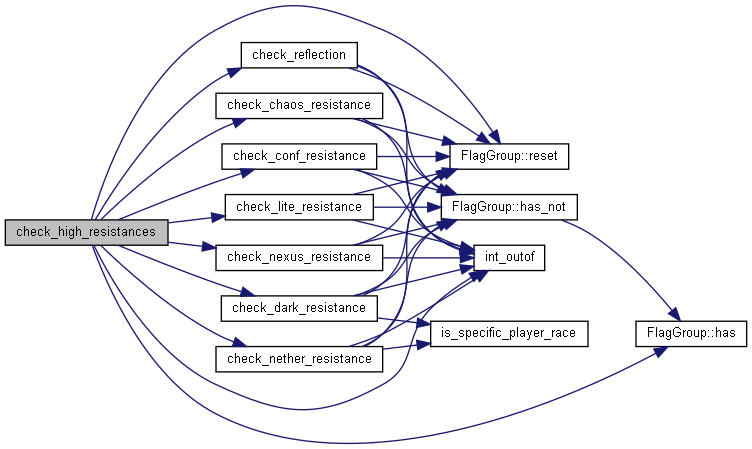 check_high_resistances
check_reflection
check_chaos_resistance
check_conf_resistance
check_lite_resistance
check_nexus_resistance
check_dark_resistance
check_nether_resistance
FlagGroup::reset
FlagGroup::has_not
int_outof
is_specific_player_race
FlagGroup::has